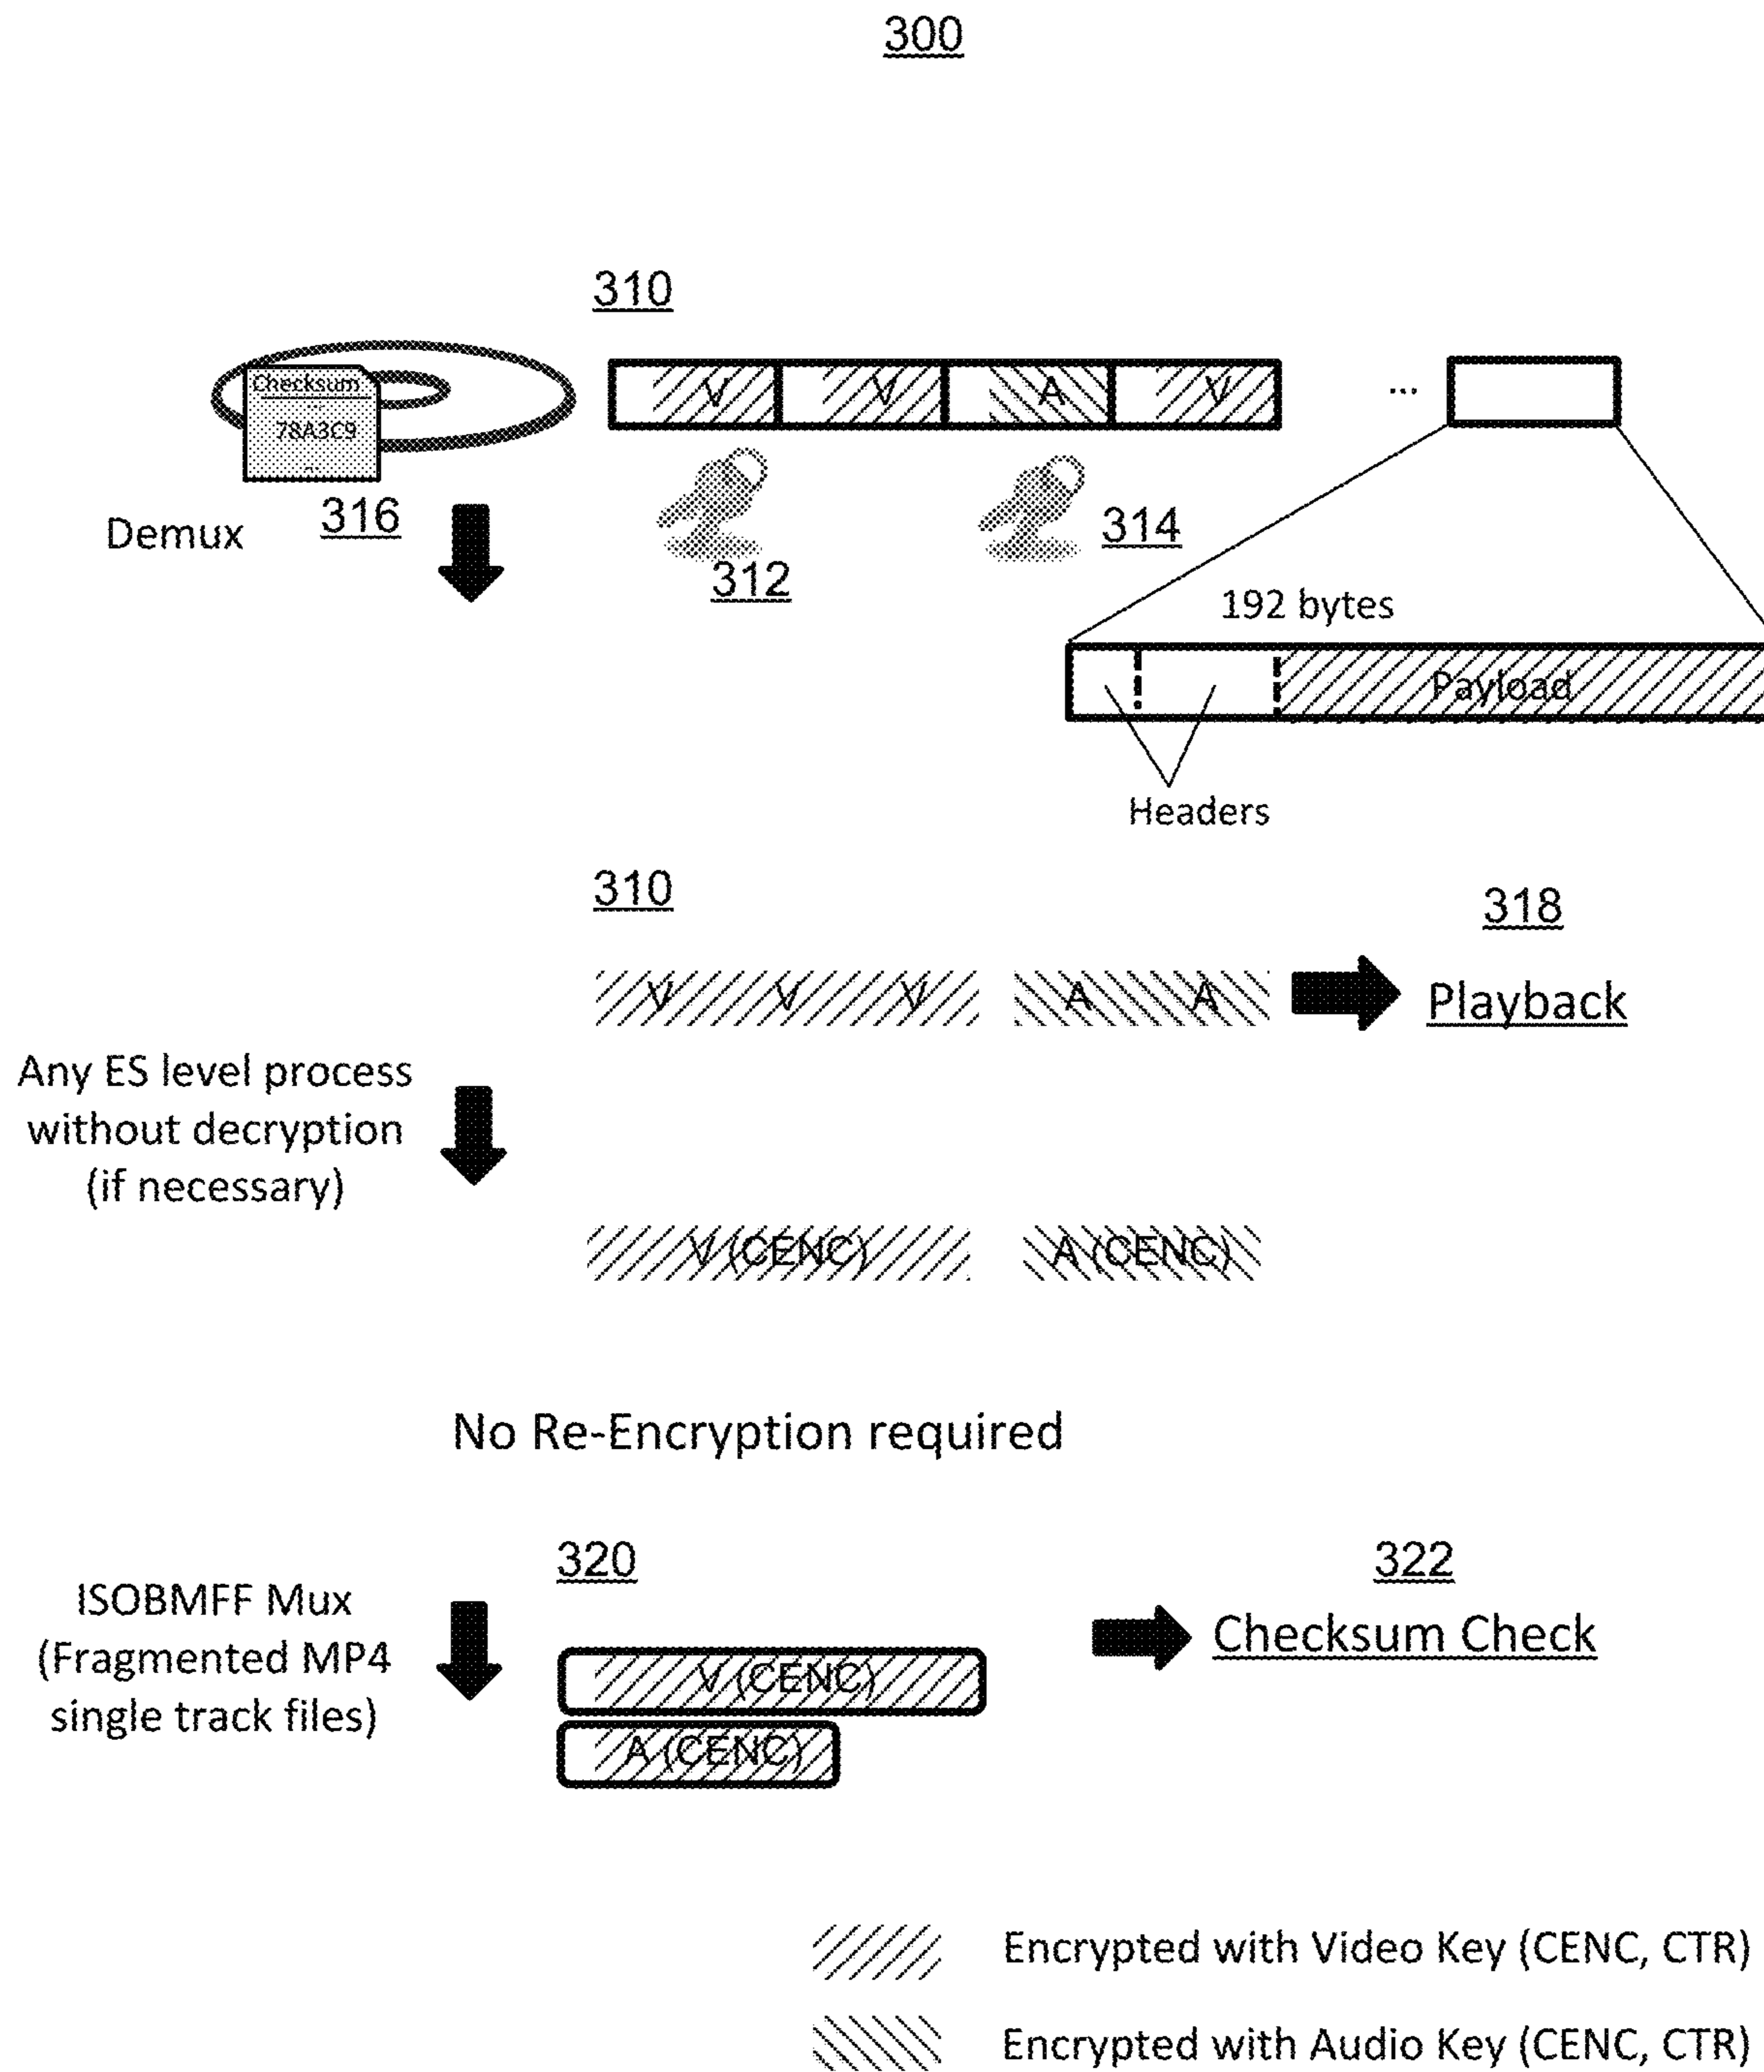 300
310
Checksum
...
78A3C9
...
V V A V ...
Demux
316
312
314
192 bytes
Payload
Headers
310
318
V V V A A
Playback
Any ES level process
without decryption
(if necessary)
V (CENC) A (CENC)
No Re-Encryption required
320
322
ISOBMFF Mux
(Fragmented MP4
single track files)
Checksum Check
V (CENC)
A (CENC)
Encrypted with Video Key (CENC, CTR)
Encrypted with Audio Key (CENC, CTR)